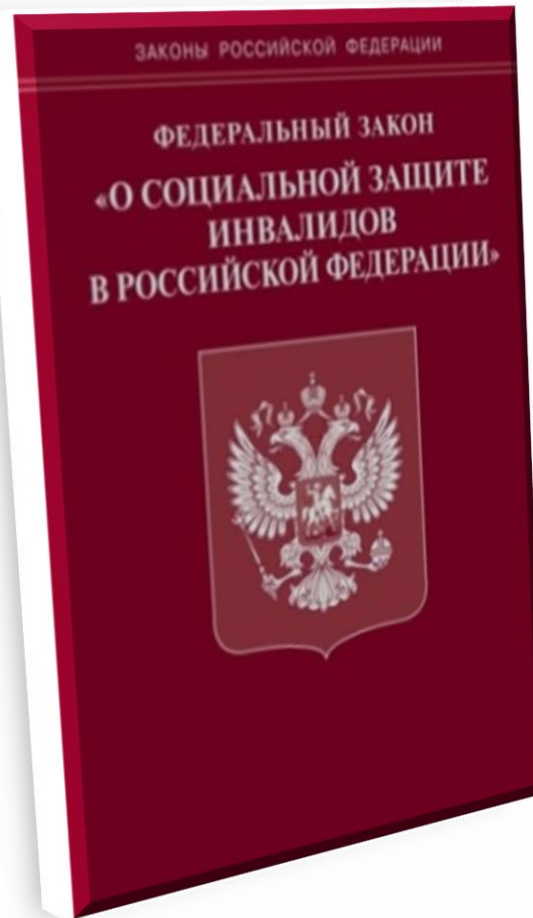 ЗАКОНЫ РОССИЙСКОЙ ФЕДЕРАЦИИ
ФЕДЕРАЛЬНЫЙ ЗАКОН
«О СОЦИАЛЬНОЙ ЗАЩИТЕ
ИНВАЛИДОВ
В РОССИЙСКОЙ ФЕДЕРАЦИИ»